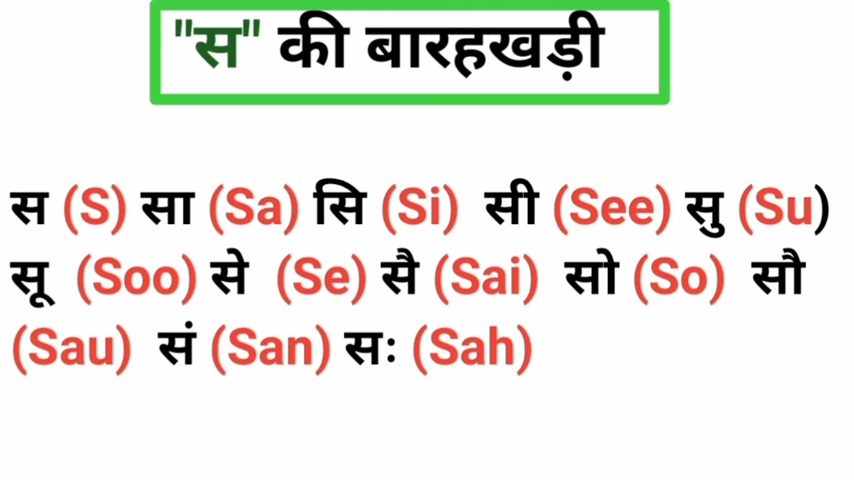 "स" की बारहखड़ी
स (S) सा (Sa) सि (Si) सी (See) सु (Su)
सू (Soo) से (Se) सै (Sai) सो (So) सौ
(Sau) सं (San) सः (Sah)